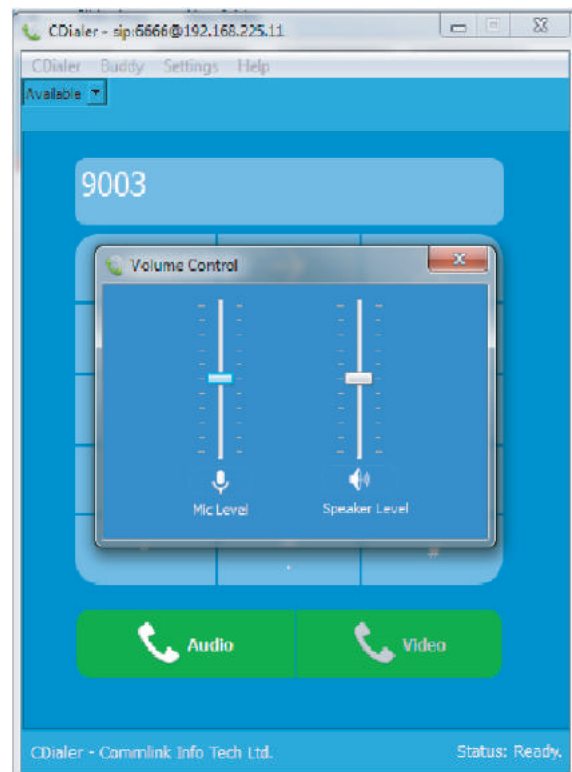 CDialer - sip:6666@192.168.225.11
CDialer Buddy Settings Help
Available
9003
Volume Control
Mic Level Speaker Level
#
Audio Video
CDialer - Commlink Info Tech Ltd. Status: Ready.